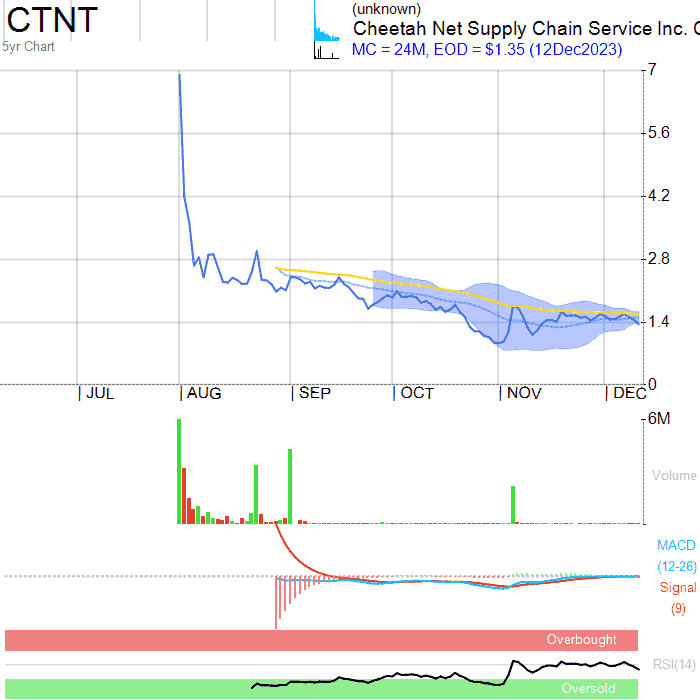 CTNT
5yr Chart
(unknown)
Cheetah Net Supply Chain Service Inc.
MC = 24M, EOD = $1.35 (12Dec2023)
7
5.6
4.2
2.8
1.4
0
| JUL | AUG | SEP | OCT | NOV | DEC
6M
Volume
MACD
(12-26)
Signal
(9)
Overbought
RSI(14)
Oversold